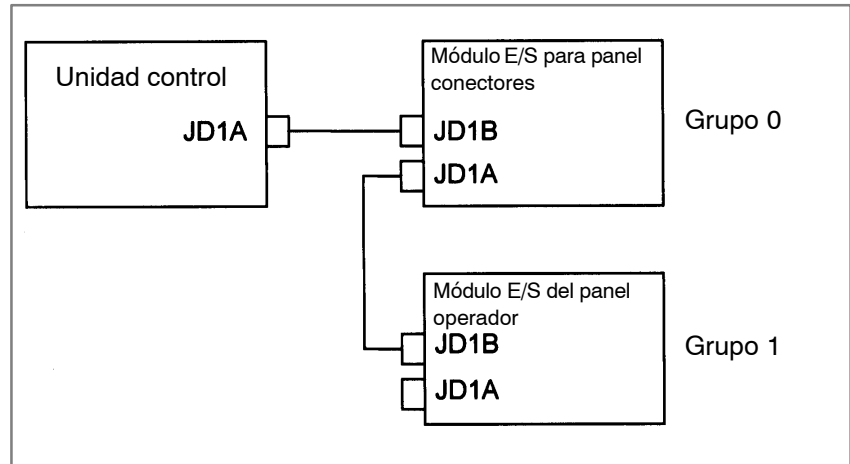 Unidad control
JD1A
Módulo E/S para panel
conectores
JD1B
JD1A
Grupo 0
Módulo E/S del panel
operador
JD1B
JD1A
Grupo 1